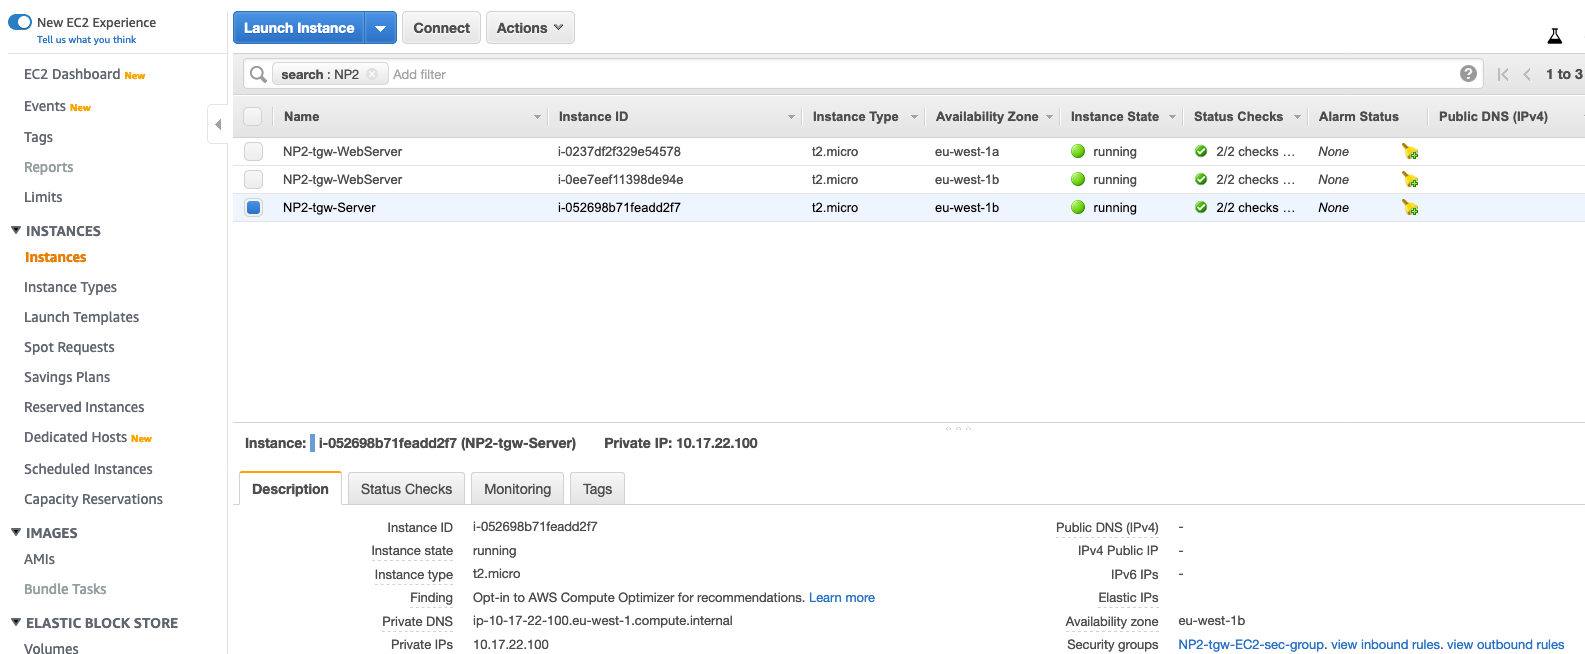 New EC2 Experience
Tell us what you think
EC2 Dashboard New
Events New
Tags
Reports
Limits
INSTANCES
Instances
Instance Types
Launch Templates
Spot Requests
Savings Plans
Reserved Instances
Dedicated Hosts New
Scheduled Instances
Capacity Reservations
IMAGES
AMIs
Bundle Tasks
ELASTIC BLOCK STORE
Volumes
Launch Instance Connect Actions
search : NP2 Add filter 1 to 3
Name Instance ID Instance Type Availability Zone Instance State Status Checks Alarm Status Public DNS (IPv4)
NP2-tgw-WebServer i-0237df2f329e54578 t2.micro eu-west-1a running 2/2 checks ... None
NP2-tgw-WebServer i-0ee7eef11398de94e t2.micro eu-west-1b running 2/2 checks ... None
NP2-tgw-Server i-052698b71feadd2f7 t2.micro eu-west-1b running 2/2 checks ... None
Instance: i-052698b71feadd2f7 (NP2-tgw-Server) Private IP: 10.17.22.100
Description Status Checks Monitoring Tags
Instance ID i-052698b71feadd2f7 Public DNS (IPv4) -
Instance state running IPv4 Public IP -
Instance type t2.micro IPv6 IPs -
Finding Opt-in to AWS Compute Optimizer for recommendations. Learn more Elastic IPs
Private DNS ip-10-17-22-100.eu-west-1.compute.internal Availability zone eu-west-1b
Private IPs 10.17.22.100 Security groups NP2-tgw-EC2-sec-group. view inbound rules. view outbound rules